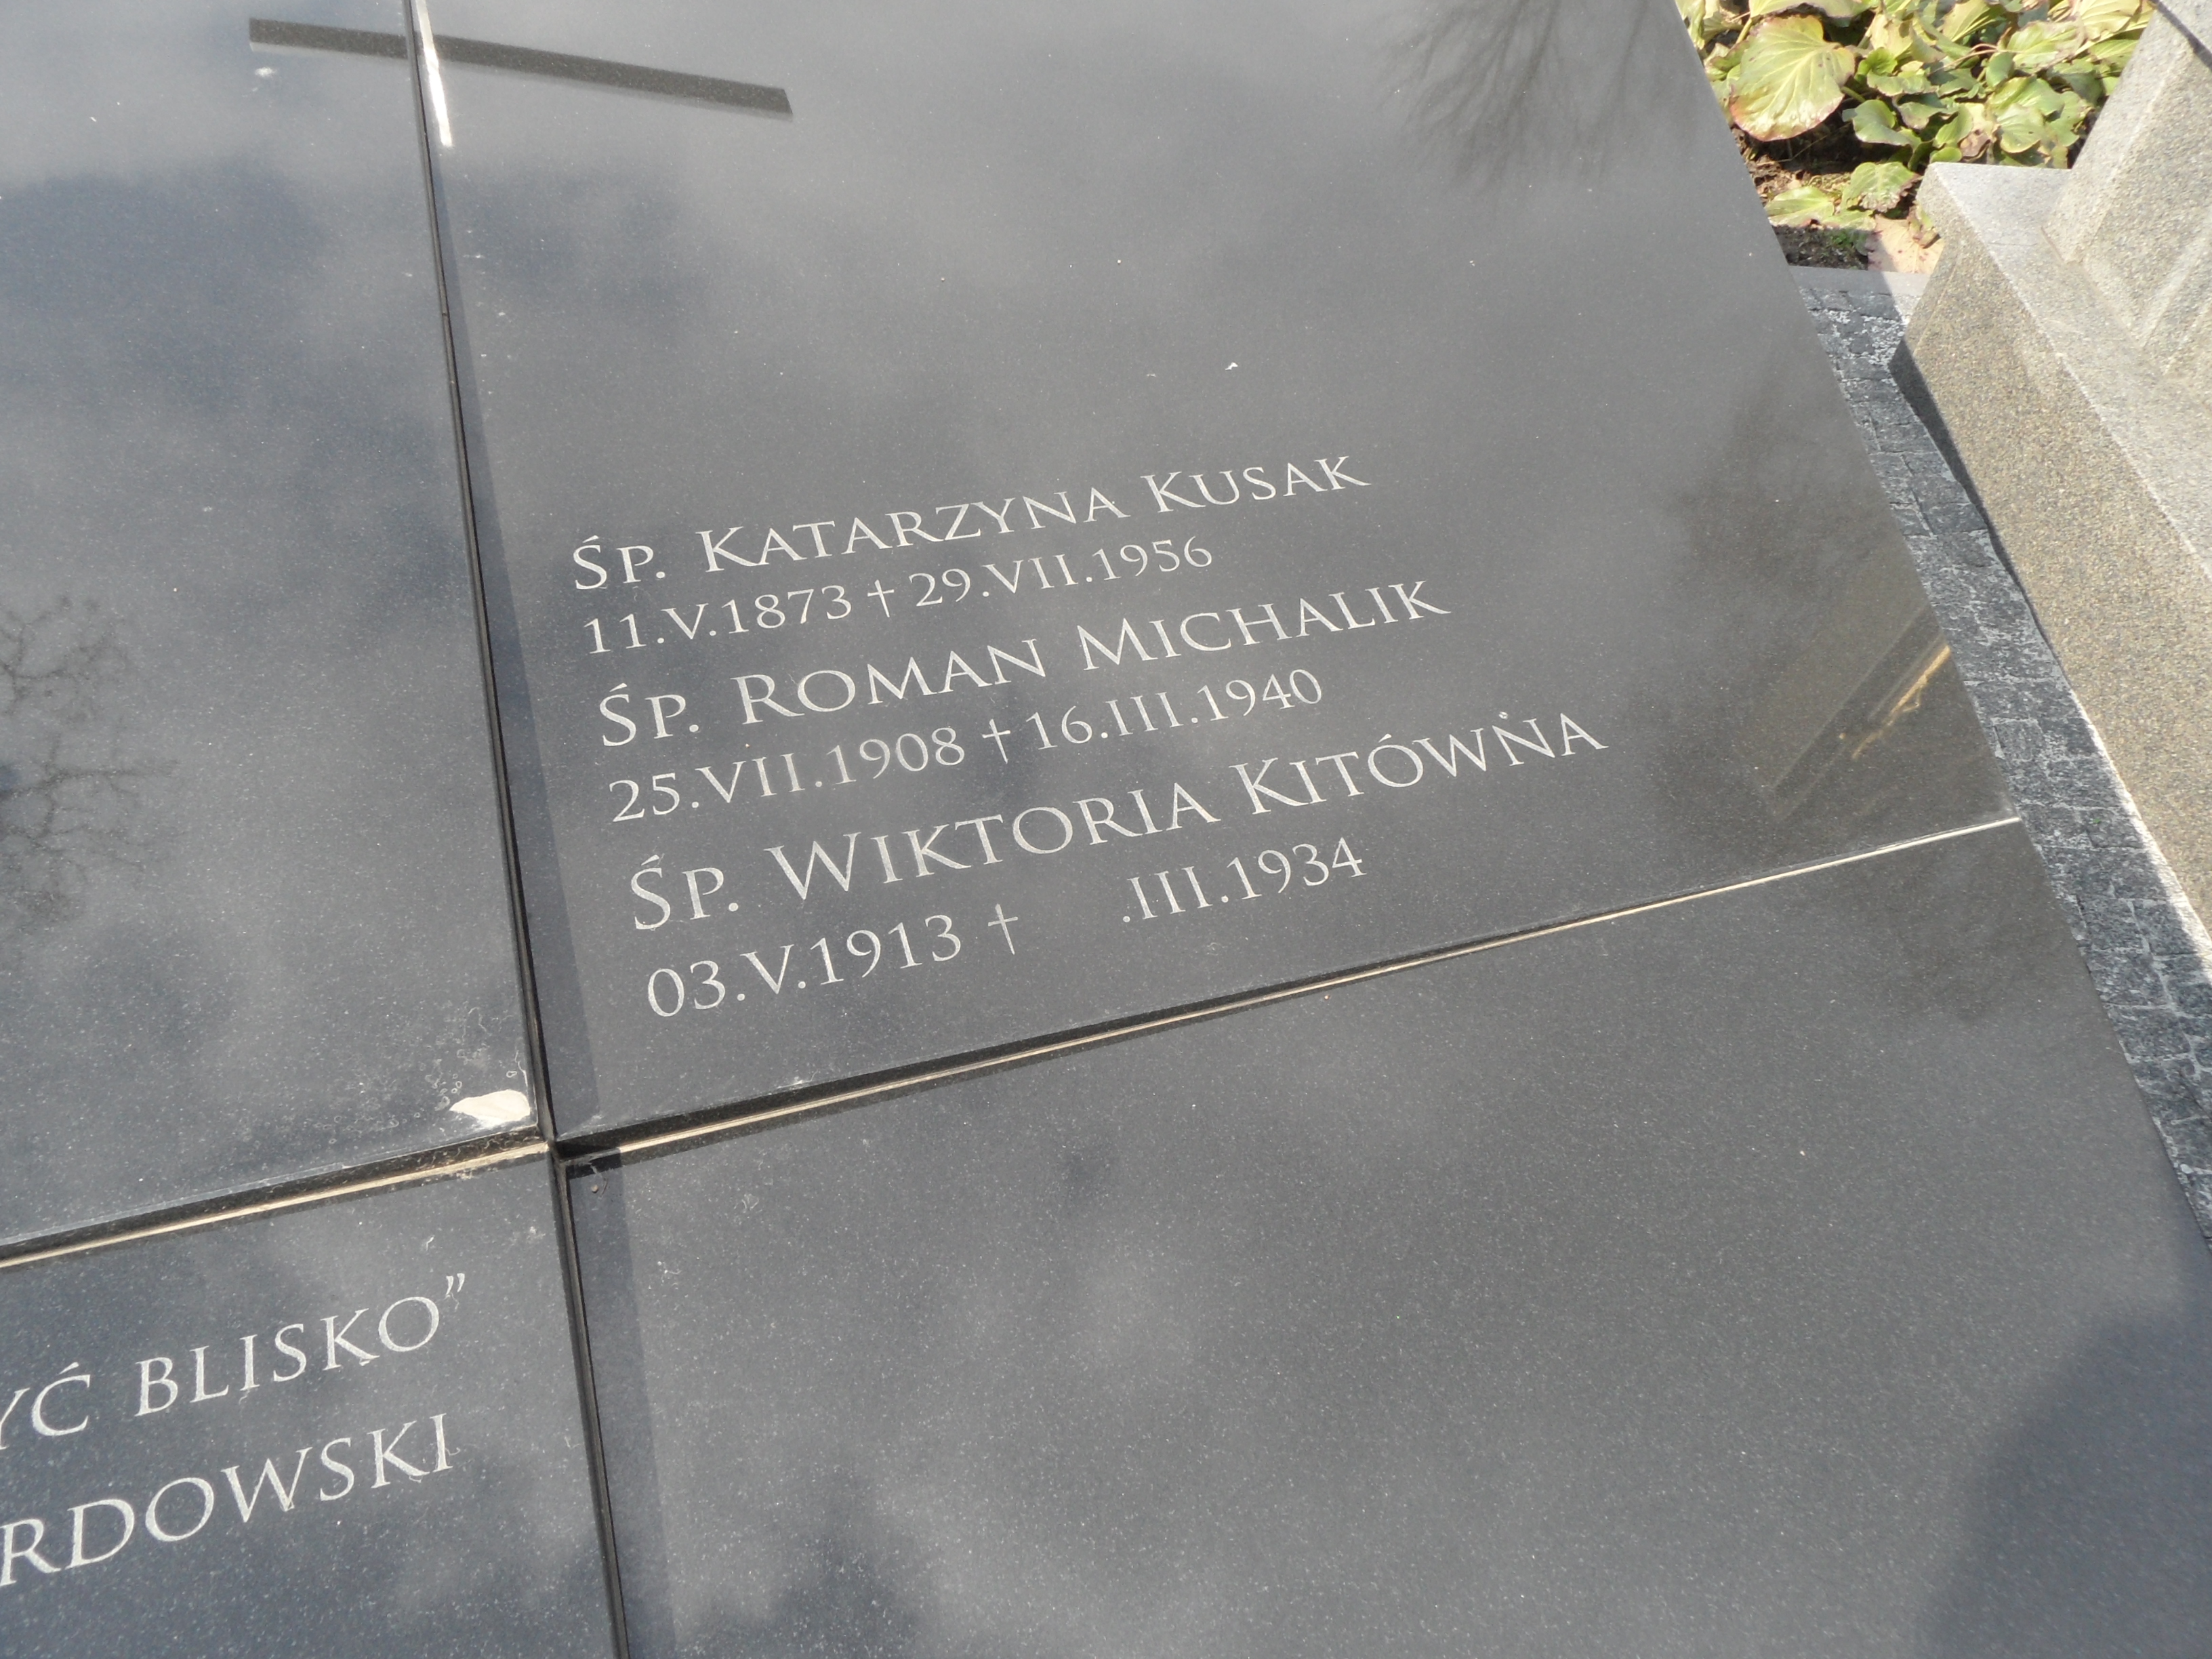 ŚP. KATARZYNA KUSAK
11.V.1873 † 29.VII.1956
ŚP. ROMAN MICHALIK
25.VII.1908 † 16.III.1940
ŚP. WIKTORIA KITÓWNA
03.V.1913 † .III.1934
YĆ BLISKO”
RDOWSKI